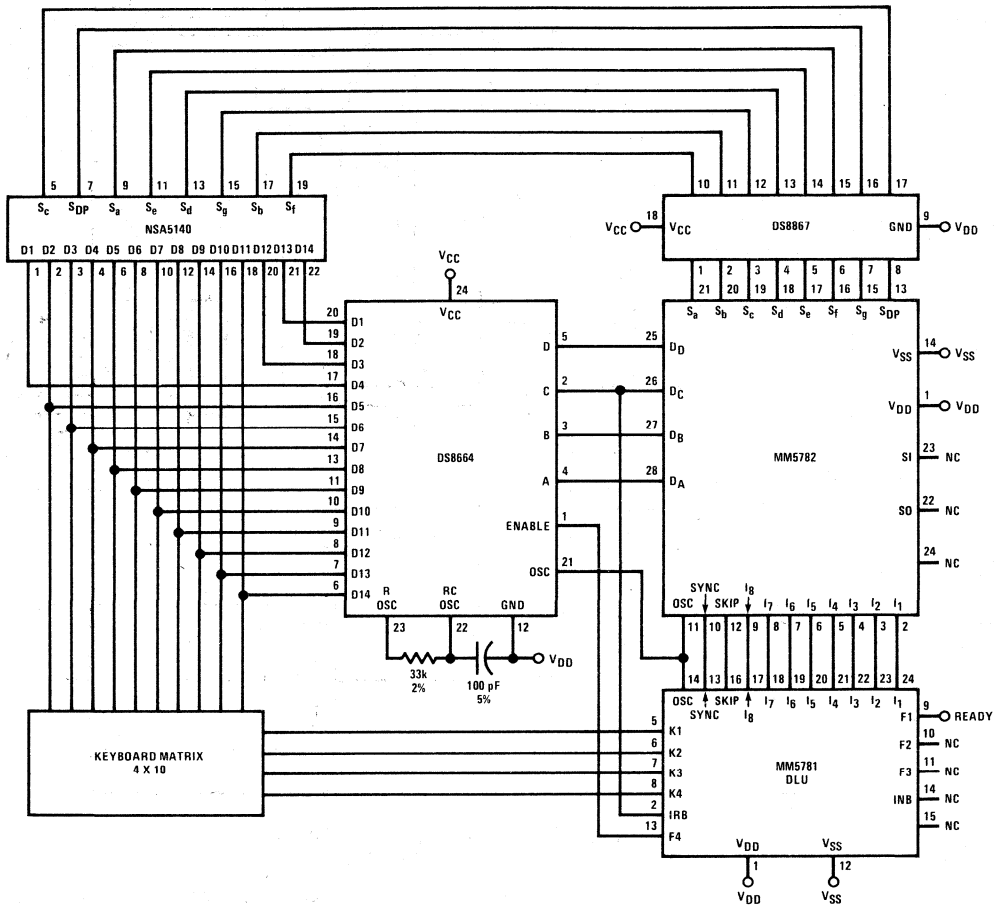 5 7 9 11 13 15 17 19
Sc SDP Sa Se Sd Sg Sb Sf
NSA5140
D1 D2 D3 D4 D5 D6 D7 D8 D9 D10 D11 D12 D13 D14
1 2 3 4 6 8 10 12 14 16 18 20 21 22
10 11 12 13 14 15 16 17
VCC 18 VCC DS8867 GND 9 VDD
1 2 3 4 5 6 7 8
21 20 19 18 17 16 15 13
Sa Sb Sc Sd Se Sf Sg SDP
VCC
24
VCC
20 D1
19 D2
18 D3
17 D4
16 D5
15 D6
14 D7
13 D8
11 D9
10 D10
9 D11
8 D12
7 D13
6 D14
DS8664
D 5 25 DD
C 2 26 DC
B 3 27 DB
A 4 28 DA
ENABLE 1
OSC 21
R OSC
RC OSC
GND
23 22 12
33k
2%
100 pF
5%
VDD
MM5782
VSS 14 VSS
VDD 1 VDD
SI 23 NC
SO 22 NC
24 NC
OSC SYNC SKIP I8 I7 I6 I5 I4 I3 I2 I1
11 10 12 9 8 7 6 5 4 3 2
14 13 16 17 18 19 20 21 22 23 24
OSC SYNC SKIP I8 I7 I6 I5 I4 I3 I2 I1
KEYBOARD MATRIX
4 X 10
5 K1
6 K2
7 K3
8 K4
2 IRB
13 F4
MM5781
DLU
F1 9 READY
F2 10 NC
F3 11 NC
INB 14 NC
15 NC
VDD VSS
1 12
VDD VSS